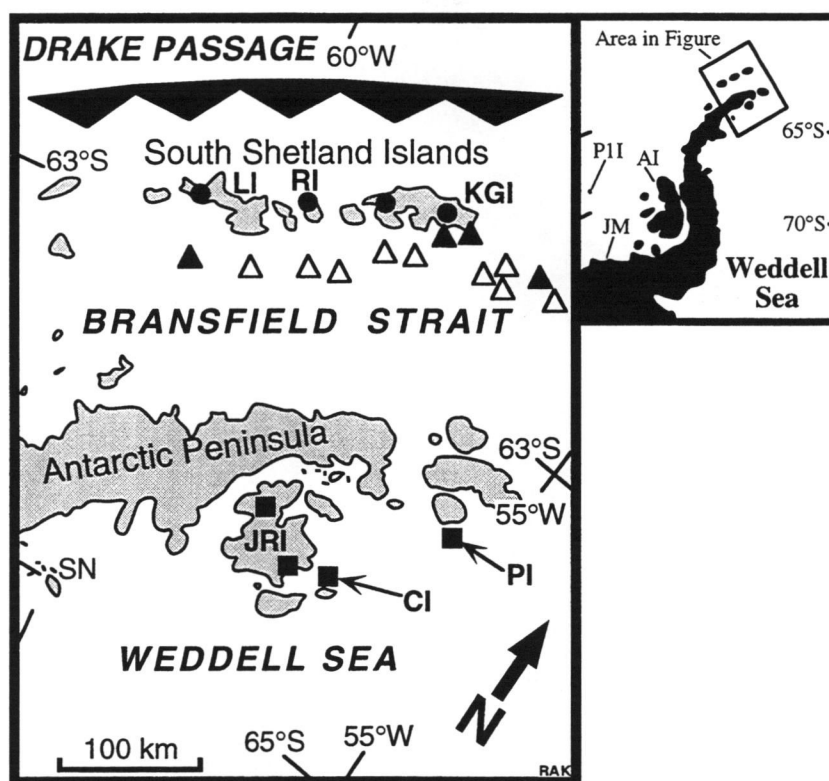 DRAKE PASSAGE
60°W
63°S
South Shetland Islands
LI
RI
KGI
BRANSFIELD STRAIT
Antarctic Peninsula
63°S
55°W
JRI
SN
CI
PI
WEDDELL SEA
N
100 km
65°S
55°W
RAK
Area in Figure
65°S
P1I
AI
70°S
JM
Weddell
Sea